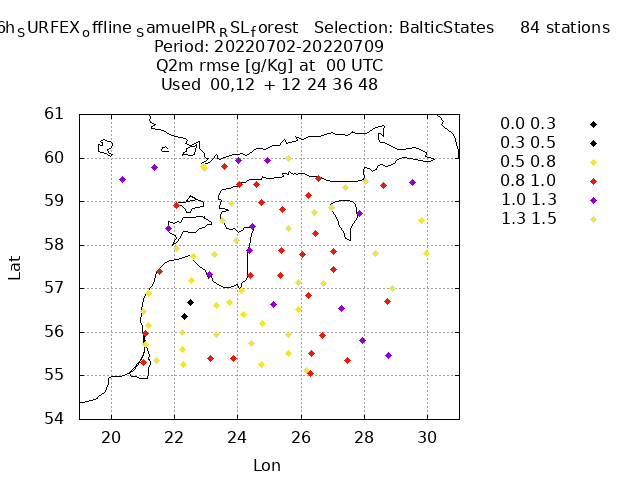 6h_SURFEX_offline_SamuelPR_RSL_forest   Selection: BalticStates     84 stations
Period: 20220702-20220709
Q2m rmse [g/Kg] at  00 UTC
Used  00,12  + 12 24 36 48
61
60
59
58
57
56
55
54
Lat
20 22 24 26 28 30
Lon
0.0 0.3
0.3 0.5
0.5 0.8
0.8 1.0
1.0 1.3
1.3 1.5